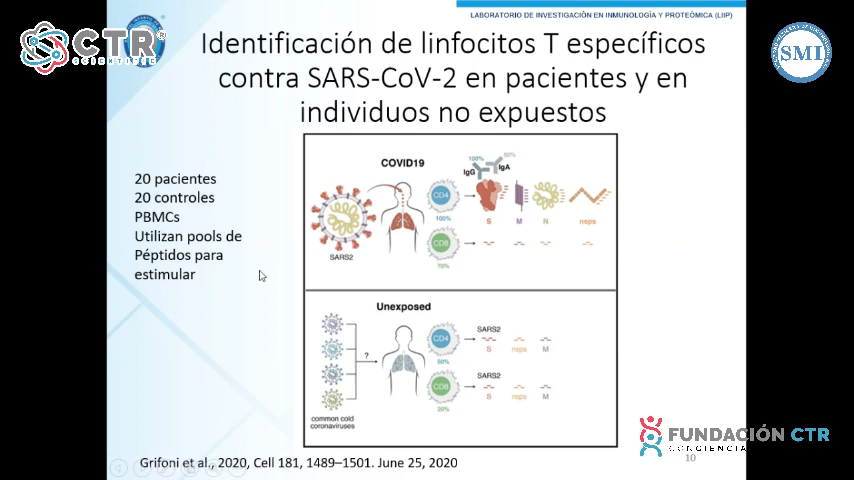 LABORATORIO DE INVESTIGACIÓN EN INMUNOLOGÍA Y PROTEÓMICA (LIIP)
CTR
SCIENTIFIC
SMI
Identificación de linfocitos T específicos
contra SARS-CoV-2 en pacientes y en
individuos no expuestos
20 pacientes
20 controles
PBMCs
Utilizan pools de
Péptidos para
estimular
COVID19
SARS2
CD4
100%
CD8
70%
100%
IgG
IgA
S
M
N
nsps
Unexposed
?
common cold
coronaviruses
CD4
50%
SARS2
S
nsps
M
CD8
20%
SARS2
S
nsps
M
FUNDACIÓN CTR
CONCIENCIA
10
Grifoni et al., 2020, Cell 181, 1489–1501. June 25, 2020